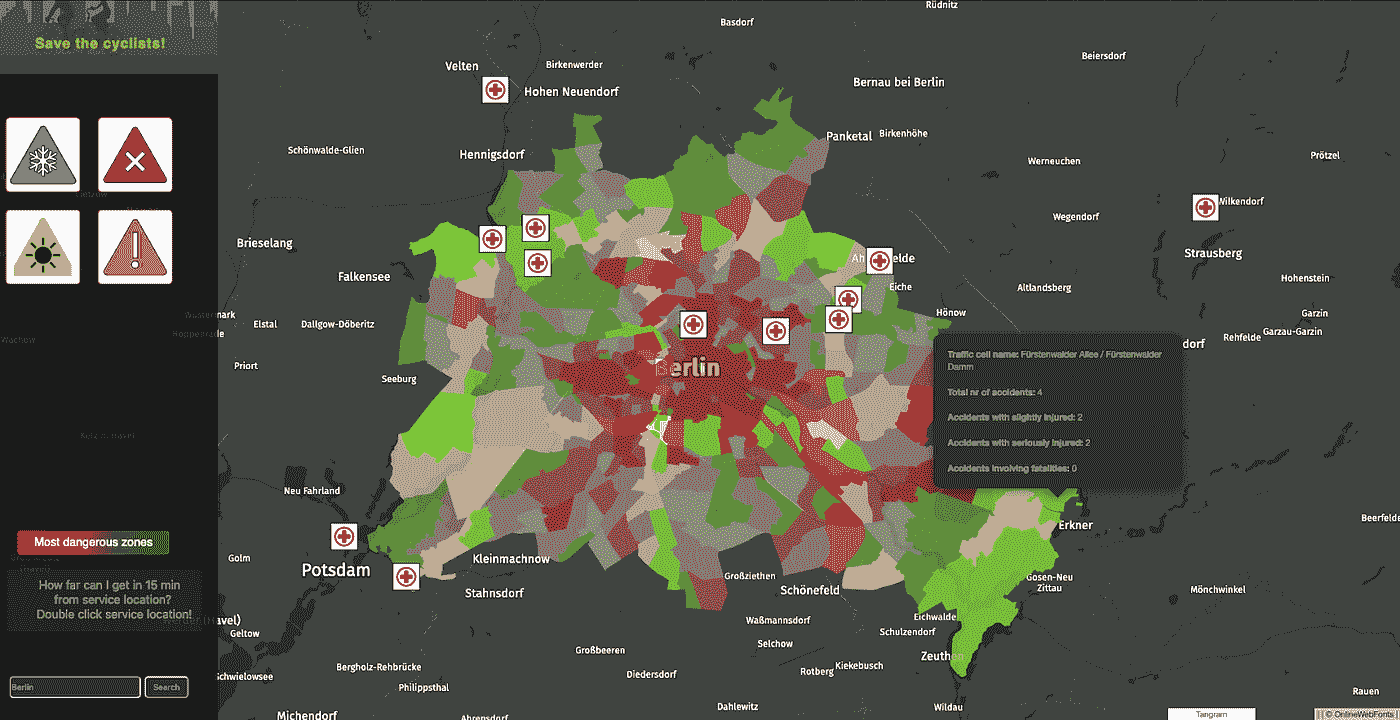 Save the cyclists!
Most dangerous zones
How far can I get in 15 min
from service location?
Double click service location!
Berlin
Search
Rüdnitz
Basdorf
Beiersdorf
Velten
Birkenwerder
Bernau bei Berlin
Hohen Neuendorf
Panketal
Birkenhöhe
Schönwalde-Glien
Hennigsdorf
Werneuchen
Prötzel
Wilkendorf
Wegendorf
Brieselang
Strausberg
Falkensee
Eiche
Hohenstein
Altlandsberg
Elstal
Dallgow-Döberitz
Hönow
Garzin
Garzau-Garzin
Rehfelde
dorf
Wachow
Priort
Seeburg
erlin
Traffic cell name: Fürstenwalder Allee / Fürstenwalder
Damm
Total nr of accidents: 4
Accidents with slightly injured: 2
Accidents with seriously injured: 2
Accidents involving fatalities: 0
Neu Fahrland
Erkner
Beerfelde
Golm
Potsdam
Kleinmachnow
Stahnsdorf
Großziethen
Schönefeld
Gosen-Neu
Zittau
Mönchwinkel
Geltow
Waßmannsdorf
Eichwalde
Schulzendorf
Selchow
Zeuthen
Großbeeren
Kiekebusch
Rotberg
Bergholz-Rehbrücke
Diedersdorf
Schwielowsee
Philippsthal
Rauen
Michendorf
Ahrensdorf
Dahlewitz
Wildau
Tangram
© OnlineWebFonts